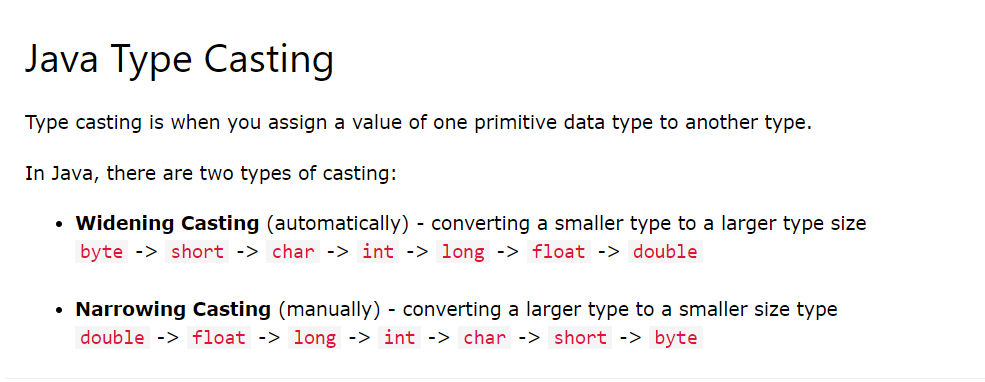 Java Type Casting
Type casting is when you assign a value of one primitive data type to another type.
In Java, there are two types of casting:
• Widening Casting (automatically) - converting a smaller type to a larger type size
byte -> short -> char -> int -> long -> float -> double
• Narrowing Casting (manually) - converting a larger type to a smaller size type
double -> float -> long -> int -> char -> short -> byte